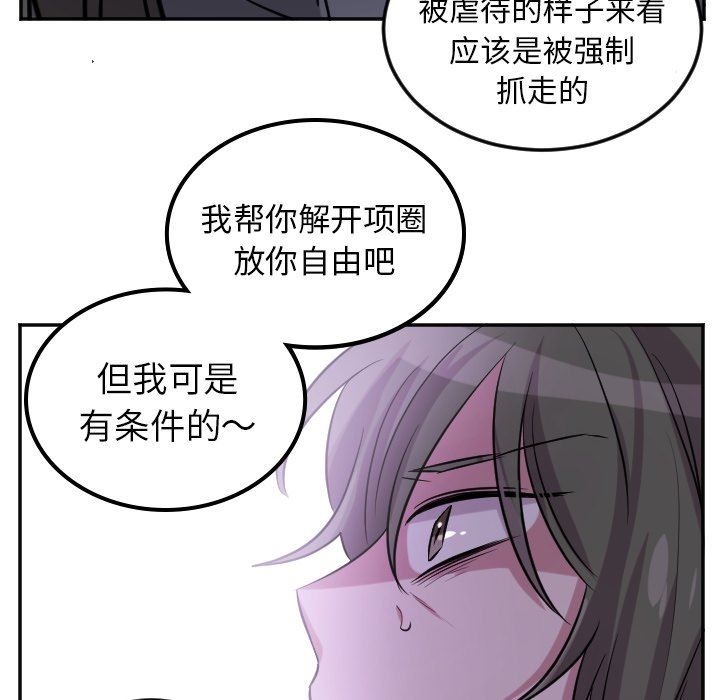 被虐待的样子来看
应该是被强制
抓走的
我帮你解开项圈
放你自由吧
但我可是
有条件的～